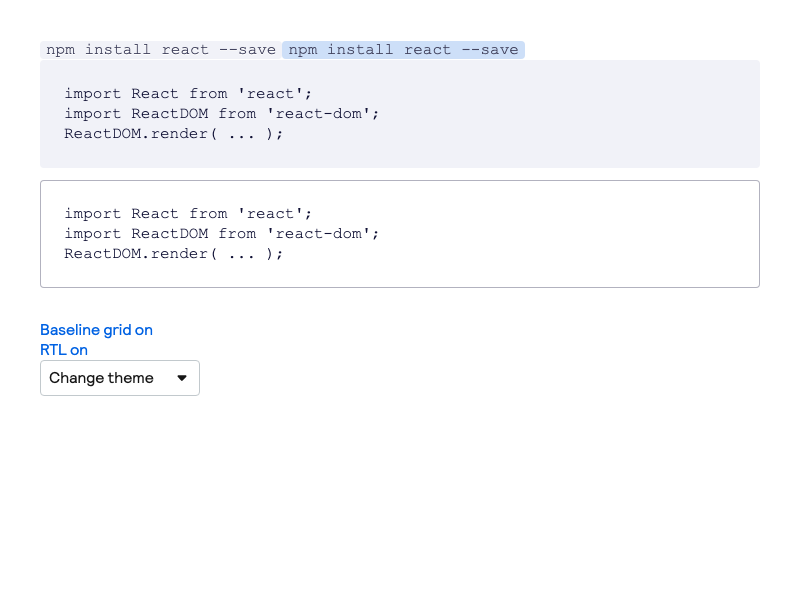 npm install react --save npm install react --save
import React from 'react';
import ReactDOM from 'react-dom';
ReactDOM.render( ... );
import React from 'react';
import ReactDOM from 'react-dom';
ReactDOM.render( ... );
Baseline grid on
RTL on
Change theme